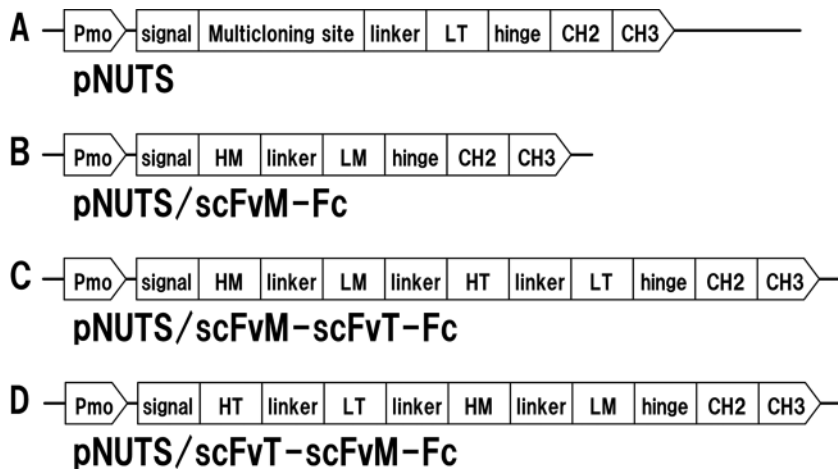 A Pmo signal Multicloning site linker LT hinge CH2 CH3
pNUTS
B Pmo signal HM linker LM hinge CH2 CH3
pNUTS/scFvM-Fc
C Pmo signal HM linker LM linker HT linker LT hinge CH2 CH3
pNUTS/scFvM-scFvT-Fc
D Pmo signal HT linker LT linker HM linker LM hinge CH2 CH3
pNUTS/scFvT-scFvM-Fc